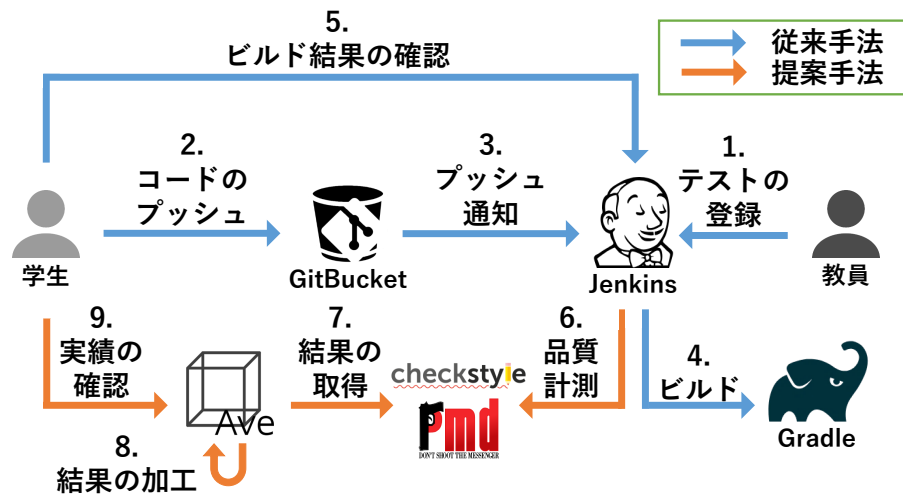 5.
ビルド結果の確認
従来手法
提案手法
2.
コードの
プッシュ
3.
プッシュ
通知
1.
テストの
登録
学生
GitBucket
Jenkins
教員
9.
実績の
確認
7.
結果の
取得
6.
品質
計測
4.
ビルド
checkstyle
Ave
pmd
DON'T SHOOT THE MESSENGER
Gradle
8.
結果の加工